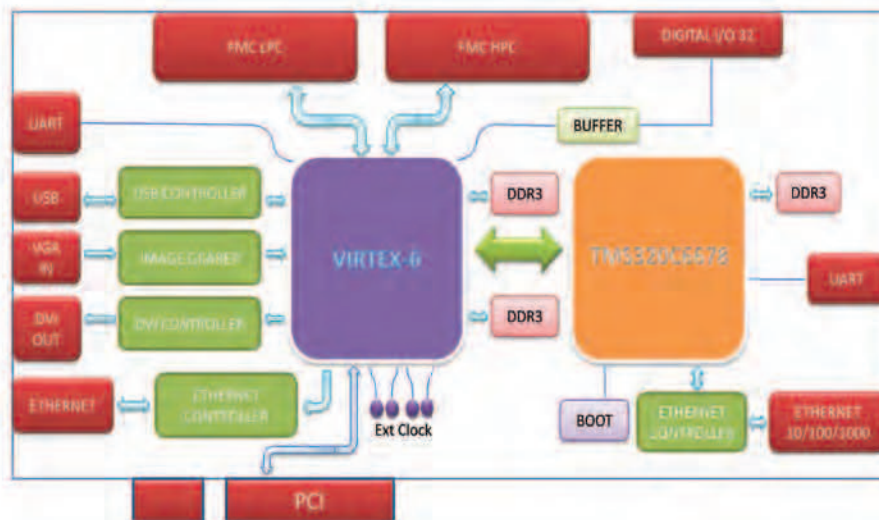 FMC LPC
FMC HPC
DIGITAL I/O 32
UART
BUFFER
USB
USB CONTROLLER
DDR3
DDR3
VGA
IN
IMAGE GRABER
VIRTEX-6
TMS320C6678
UART
DVI
OUT
DVI CONTROLLER
DDR3
ETHERNET
ETHERNET
CONTROLLER
Ext Clock
BOOT
ETHERNET
CONTROLLER
ETHERNET
10/100/1000
PCI